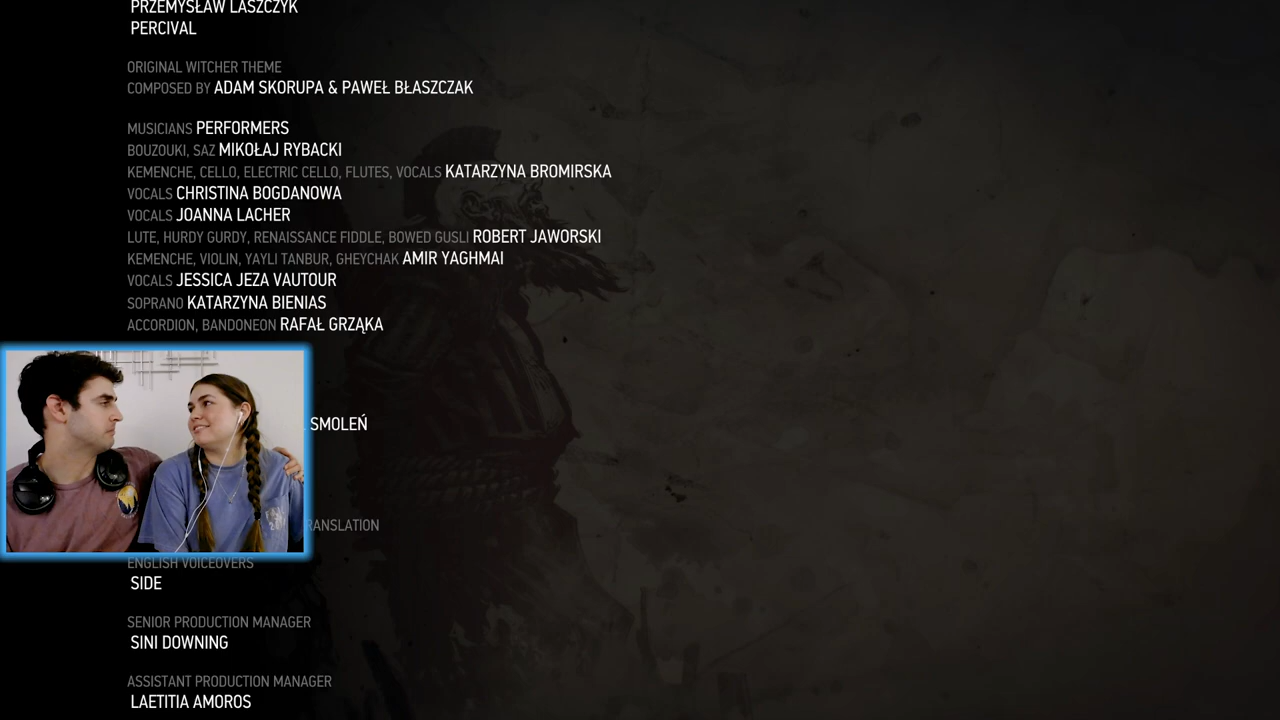 PRZEMYSŁAW LASZCZYK
PERCIVAL
ORIGINAL WITCHER THEME
COMPOSED BY ADAM SKORUPA & PAWEŁ BŁASZCZAK
MUSICIANS PERFORMERS
BOUZOUKI, SAZ MIKOŁAJ RYBACKI
KEMENCHE, CELLO, ELECTRIC CELLO, FLUTES, VOCALS KATARZYNA BROMIRSKA
VOCALS CHRISTINA BOGDANOWA
VOCALS JOANNA LACHER
LUTE, HURDY GURDY, RENAISSANCE FIDDLE, BOWED GUSLI ROBERT JAWORSKI
KEMENCHE, VIOLIN, YAYLI TANBUR, GHEYCHAK AMIR YAGHMAI
VOCALS JESSICA JEZA VAUTOUR
SOPRANO KATARZYNA BIENIAS
ACCORDION, BANDONEON RAFAŁ GRZĄKA
SMOLEŃ
RANSLATION
ENGLISH VOICEOVERS
SIDE
SENIOR PRODUCTION MANAGER
SINI DOWNING
ASSISTANT PRODUCTION MANAGER
LAETITIA AMOROS